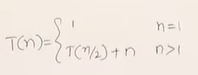 T(n)= { 1 n=1
T(n/2)+n n>1